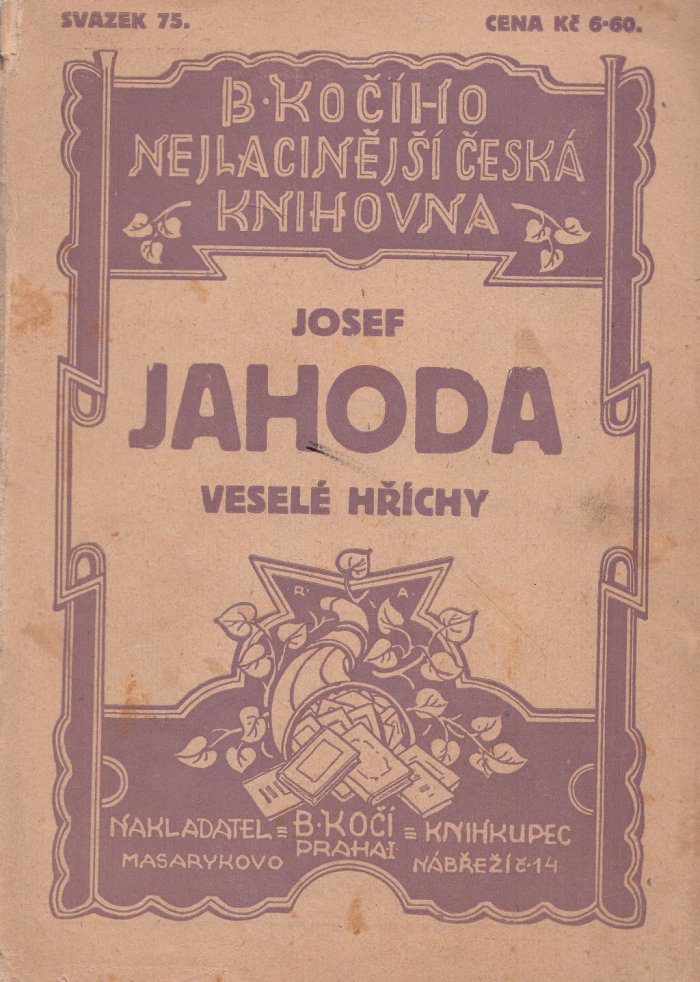 SVAZEK 75.
CENA Kč 6·60.
B·KOČÍHO
NEJLACINĚJŠÍ ČESKÁ
KNIHOVNA
JOSEF
JAHODA
VESELÉ HŘÍCHY
R. A.
NAKLADATEL = B·KOČÍ = KNIHKUPEC
PRAHA I
MASARYKOVO NÁBŘEŽÍ č·14